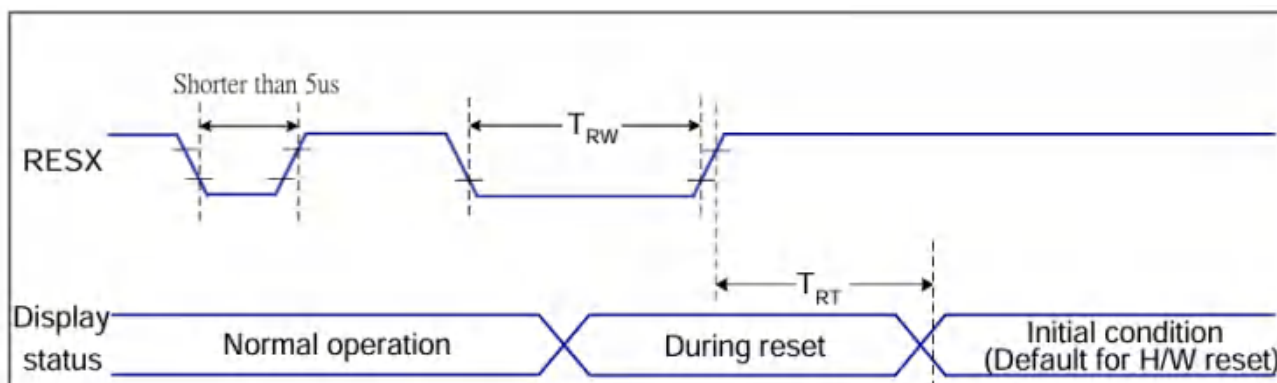 Shorter than 5us
RESX
TRW
TRT
Display
status
Normal operation
During reset
Initial condition
(Default for H/W reset)